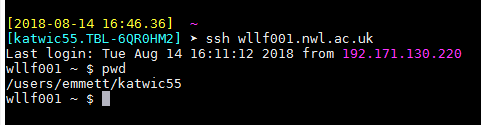 [2018-08-14 16:46.36] ~
[katwic55.TBL-6QR0HM2] ➤ ssh wllf001.nwl.ac.uk
Last login: Tue Aug 14 16:11:12 2018 from 192.171.130.220
wllf001 ~ $ pwd
/users/emmett/katwic55
wllf001 ~ $